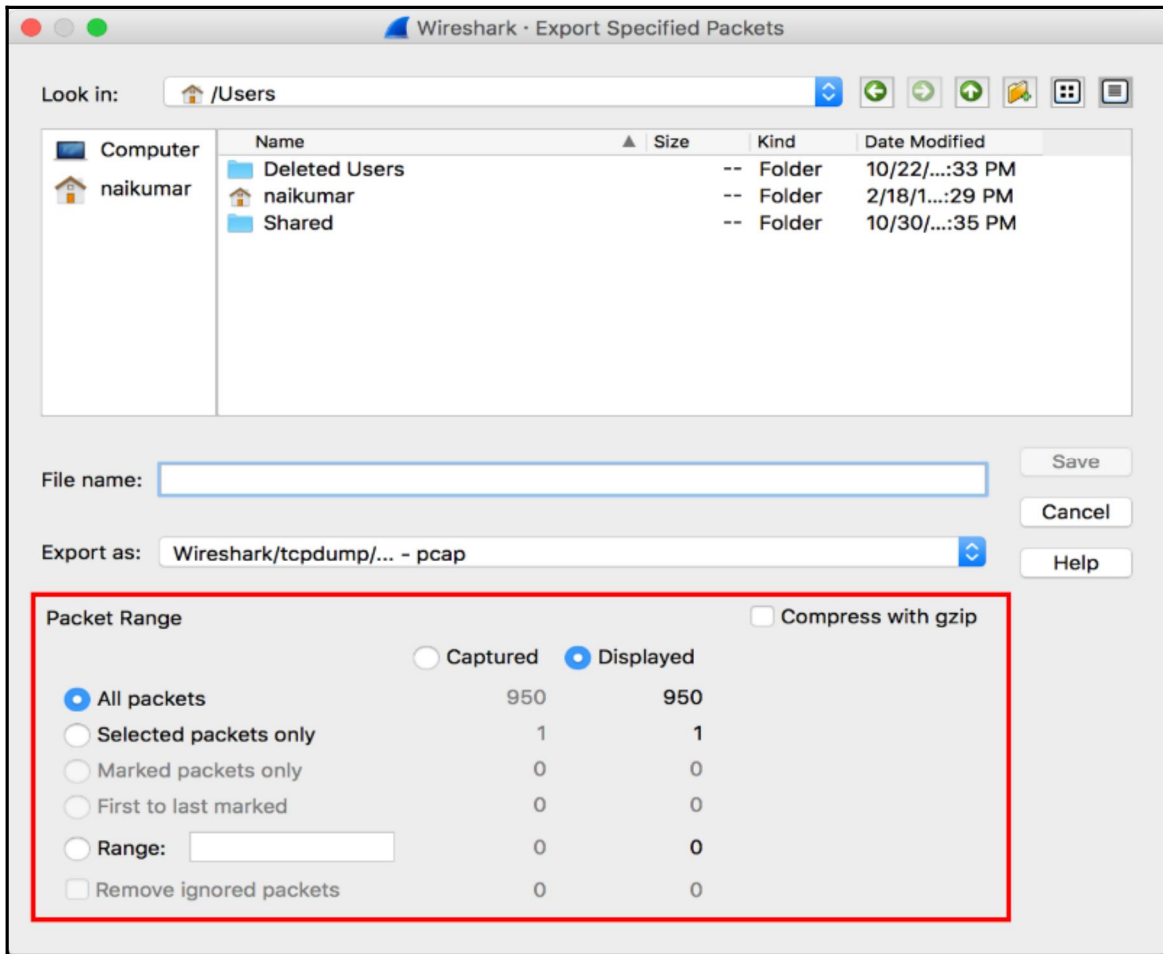 Wireshark · Export Specified Packets
Look in: /Users
Computer
naikumar
Name Size Kind Date Modified
Deleted Users -- Folder 10/22/...:33 PM
naikumar -- Folder 2/18/1...:29 PM
Shared -- Folder 10/30/...:35 PM
File name:
Save
Cancel
Export as: Wireshark/tcpdump/... - pcap
Help
Packet Range Compress with gzip
Captured Displayed
All packets 950 950
Selected packets only 1 1
Marked packets only 0 0
First to last marked 0 0
Range: 0 0
Remove ignored packets 0 0